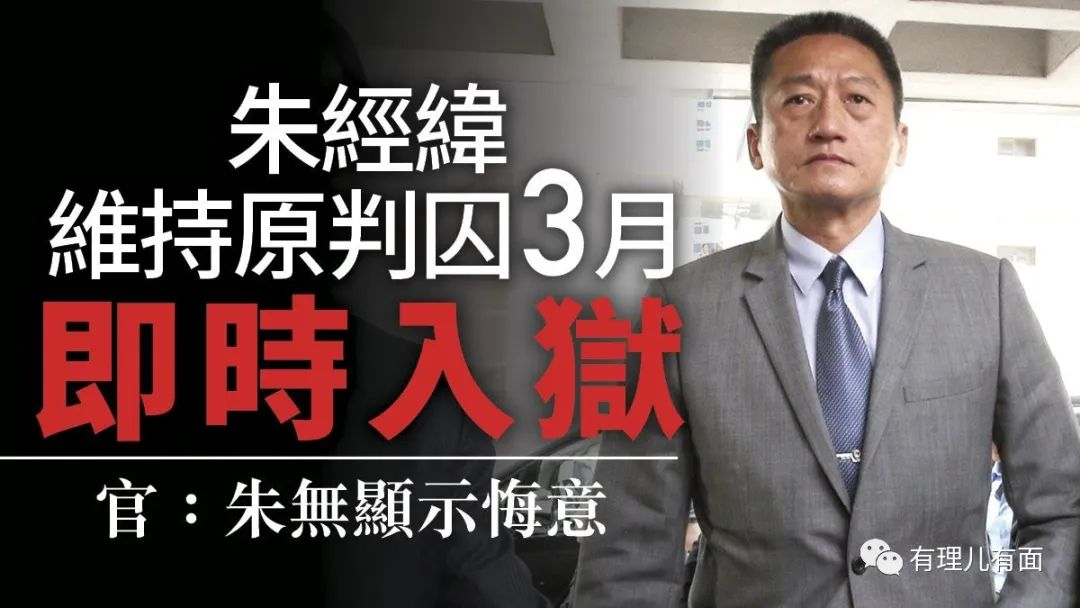 朱經緯
維持原判囚3月
即時入獄
官：朱無顯示悔意
有理儿有面